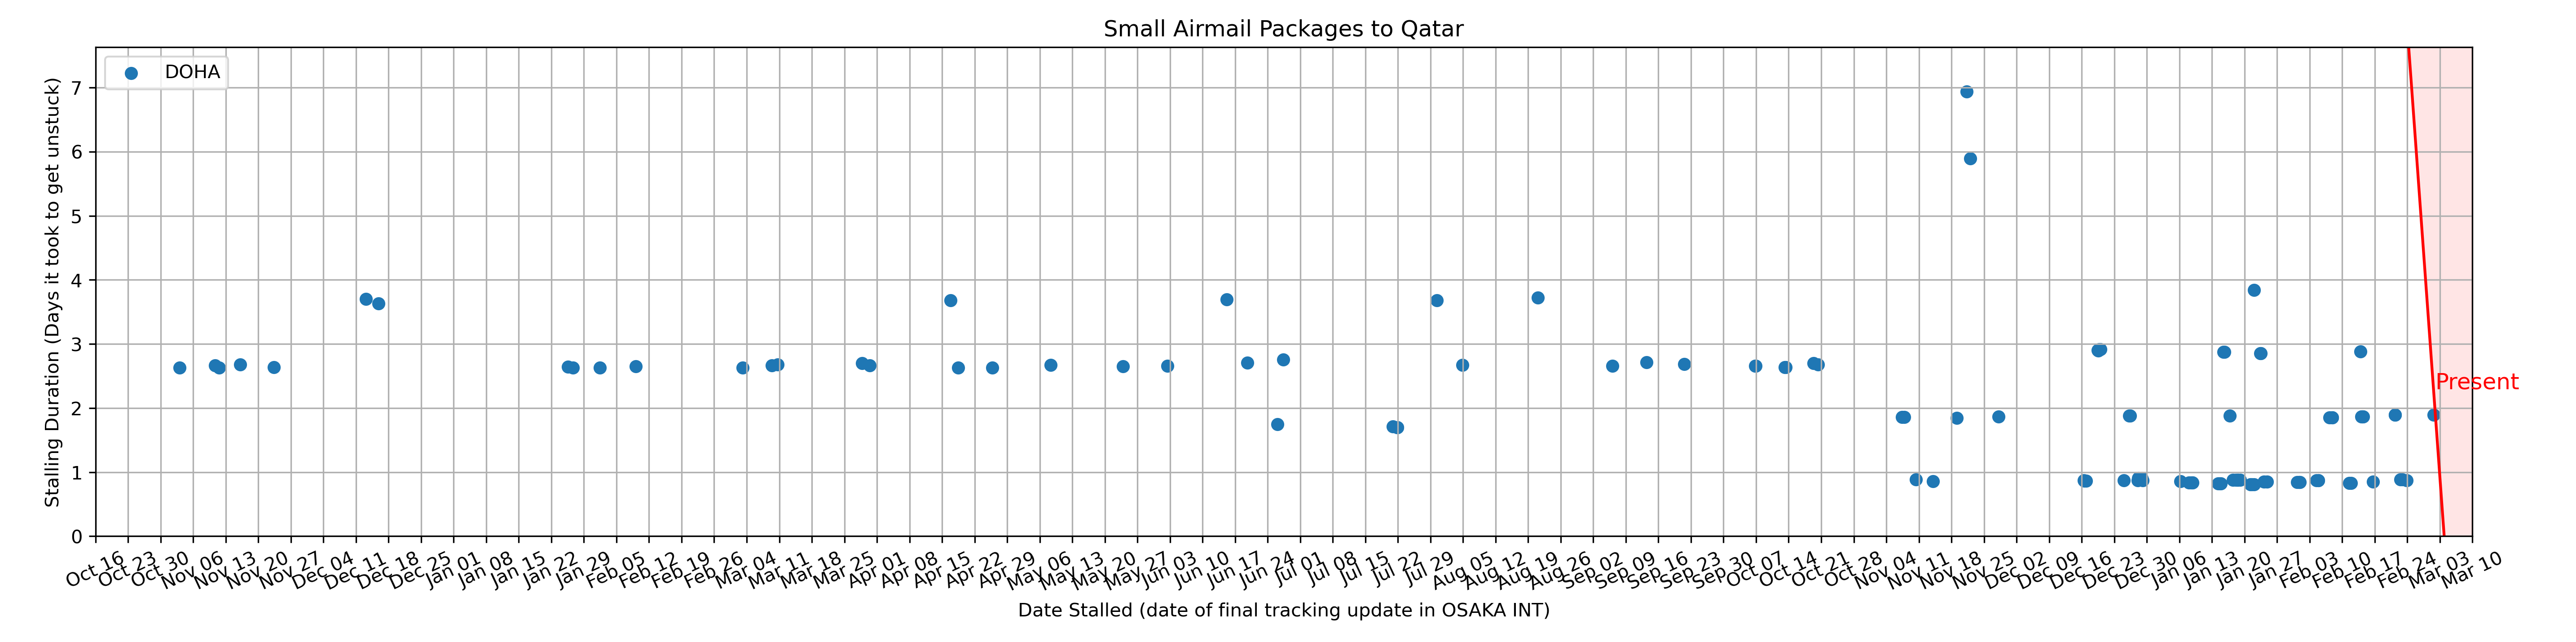 Small Airmail Packages to Qatar
DOHA
Stalling Duration (Days it took to get unstuck)
7
6
5
4
3
2
1
0
Present
Oct 16 Oct 23 Oct 30 Nov 06 Nov 13 Nov 20 Nov 27 Dec 04 Dec 11 Dec 18 Dec 25 Jan 01 Jan 08 Jan 15 Jan 22 Jan 29 Feb 05 Feb 12 Feb 19 Feb 26 Mar 04 Mar 11 Mar 18 Mar 25 Apr 01 Apr 08 Apr 15 Apr 22 Apr 29 May 06 May 13 May 20 May 27 Jun 03 Jun 10 Jun 17 Jun 24 Jul 01 Jul 08 Jul 15 Jul 22 Jul 29 Aug 05 Aug 12 Aug 19 Aug 26 Sep 02 Sep 09 Sep 16 Sep 23 Sep 30 Oct 07 Oct 14 Oct 21 Oct 28 Nov 04 Nov 11 Nov 18 Nov 25 Dec 02 Dec 09 Dec 16 Dec 23 Dec 30 Jan 06 Jan 13 Jan 20 Jan 27 Feb 03 Feb 10 Feb 17 Feb 24 Mar 03 Mar 10
Date Stalled (date of final tracking update in OSAKA INT)